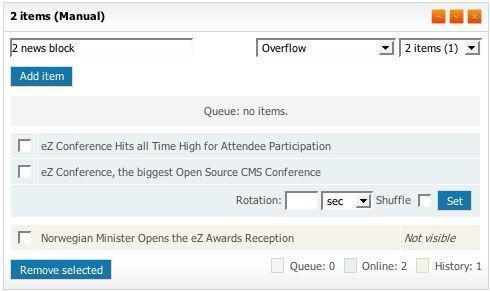 2 items (Manual)
2 news block
Overflow
2 items (1)
Add item
Queue: no items.
eZ Conference Hits all Time High for Attendee Participation
eZ Conference, the biggest Open Source CMS Conference
Rotation: sec Shuffle Set
Norwegian Minister Opens the eZ Awards Reception Not visible
Remove selected Queue: 0 Online: 2 History: 1